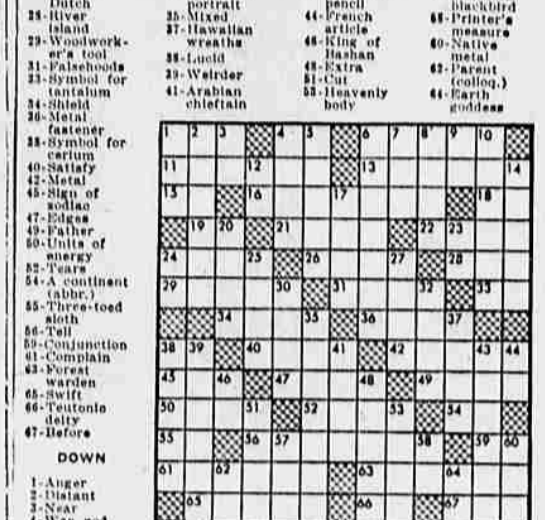 Dutch
28-River
island
29-Woodwork-
er's tool
31-Falsehoods
33-Symbol for
tantalum
34-Shield
36-Metal
fastener
38-Symbol for
cerium
40-Satisfy
42-Metal
45-Sign of
zodiac
47-Edges
49-Father
50-Units of
energy
52-Tears
54-A continent
(abbr.)
55-Three-toed
sloth
56-Tell
59-Conjunction
61-Complain
63-Forest
warden
65-Swift
66-Teutonic
deity
67-Before
DOWN
1-Anger
2-Distant
3-Near
portrait
35-Mixed
37-Hawaiian
wreaths
38-Lucid
39-Weirder
41-Arabian
chieftain
pencil
44-French
article
46-King of
Bashan
48-Extra
51-Cut
53-Heavenly
body
blackbird
58-Printer's
measure
60-Native
metal
62-Parent
(colloq.)
64-Earth
goddess
1 2 3 4 5 6 7 8 9 10
11 12 13 14
15 16 17 18
19 20 21 22 23
24 25 26 27 28
29 30 31 32 33
34 35 36 37
38 39 40 41 42 43 44
45 46 47 48 49
50 51 52 53 54
55 56 57 58 59 60
61 62 63 64
65 66 67